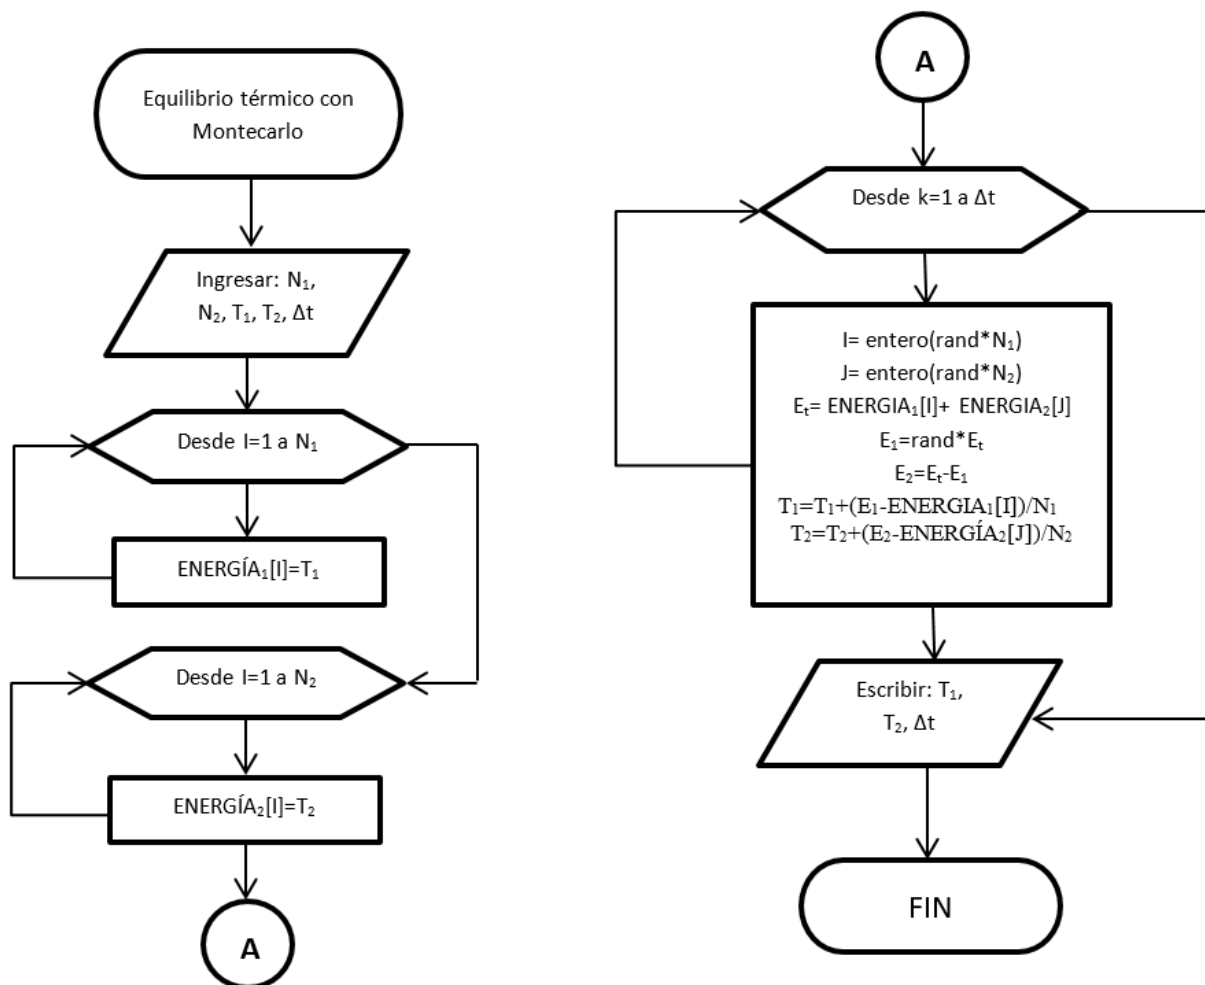 Equilibrio térmico con
Montecarlo
Ingresar: N₁,
N₂, T₁, T₂, Δt
Desde I=1 a N₁
ENERGÍA₁[I]=T₁
Desde I=1 a N₂
ENERGÍA₂[I]=T₂
A
A
Desde k=1 a Δt
I= entero(rand*N₁)
J= entero(rand*N₂)
Eₜ= ENERGIA₁[I]+ ENERGIA₂[J]
E₁=rand*Eₜ
E₂=Eₜ-E₁
T₁=T₁+(E₁-ENERGIA₁[I])/N₁
T₂=T₂+(E₂-ENERGÍA₂[J])/N₂
Escribir: T₁,
T₂, Δt
FIN